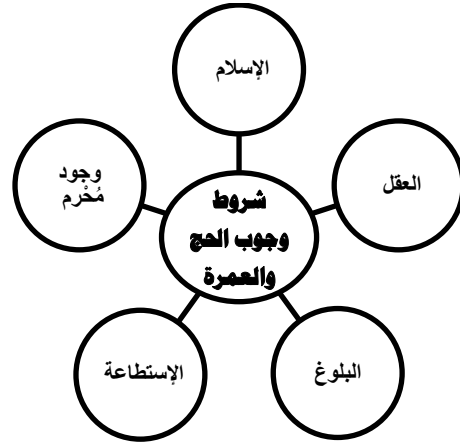 الإسلام
العقل
البلوغ
الإستطاعة
وجود
مُحْرم
شروط
وجوب الحج
والعمرة